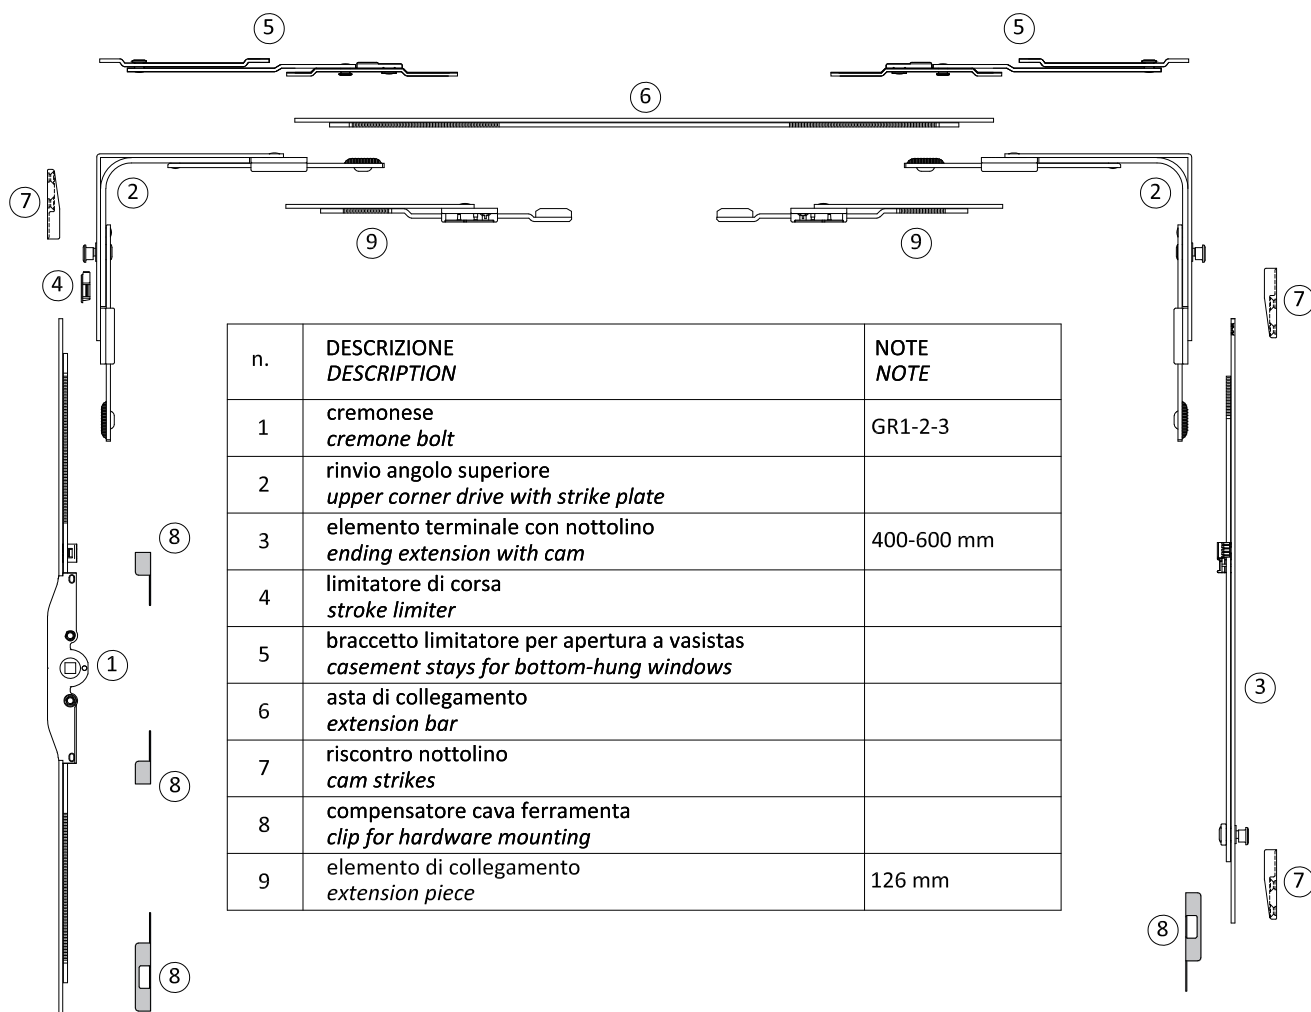 5
5
6
2
2
7
9
9
4
7
n.
DESCRIZIONE
DESCRIPTION
NOTE
NOTE
1
cremonese
cremone bolt
GR1-2-3
2
rinvio angolo superiore
upper corner drive with strike plate
3
elemento terminale con nottolino
ending extension with cam
400-600 mm
4
limitatore di corsa
stroke limiter
5
braccetto limitatore per apertura a vasistas
casement stays for bottom-hung windows
6
asta di collegamento
extension bar
7
riscontro nottolino
cam strikes
8
compensatore cava ferramenta
clip for hardware mounting
9
elemento di collegamento
extension piece
126 mm
8
1
3
8
7
8
8